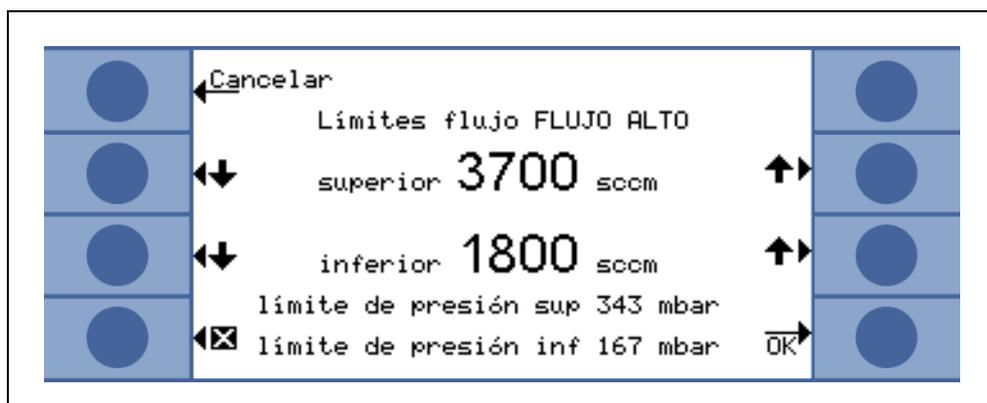 Cancelar
Límites flujo FLUJO ALTO
superior 3700 sccm
inferior 1800 sccm
límite de presión sup 343 mbar
límite de presión inf 167 mbar
OK